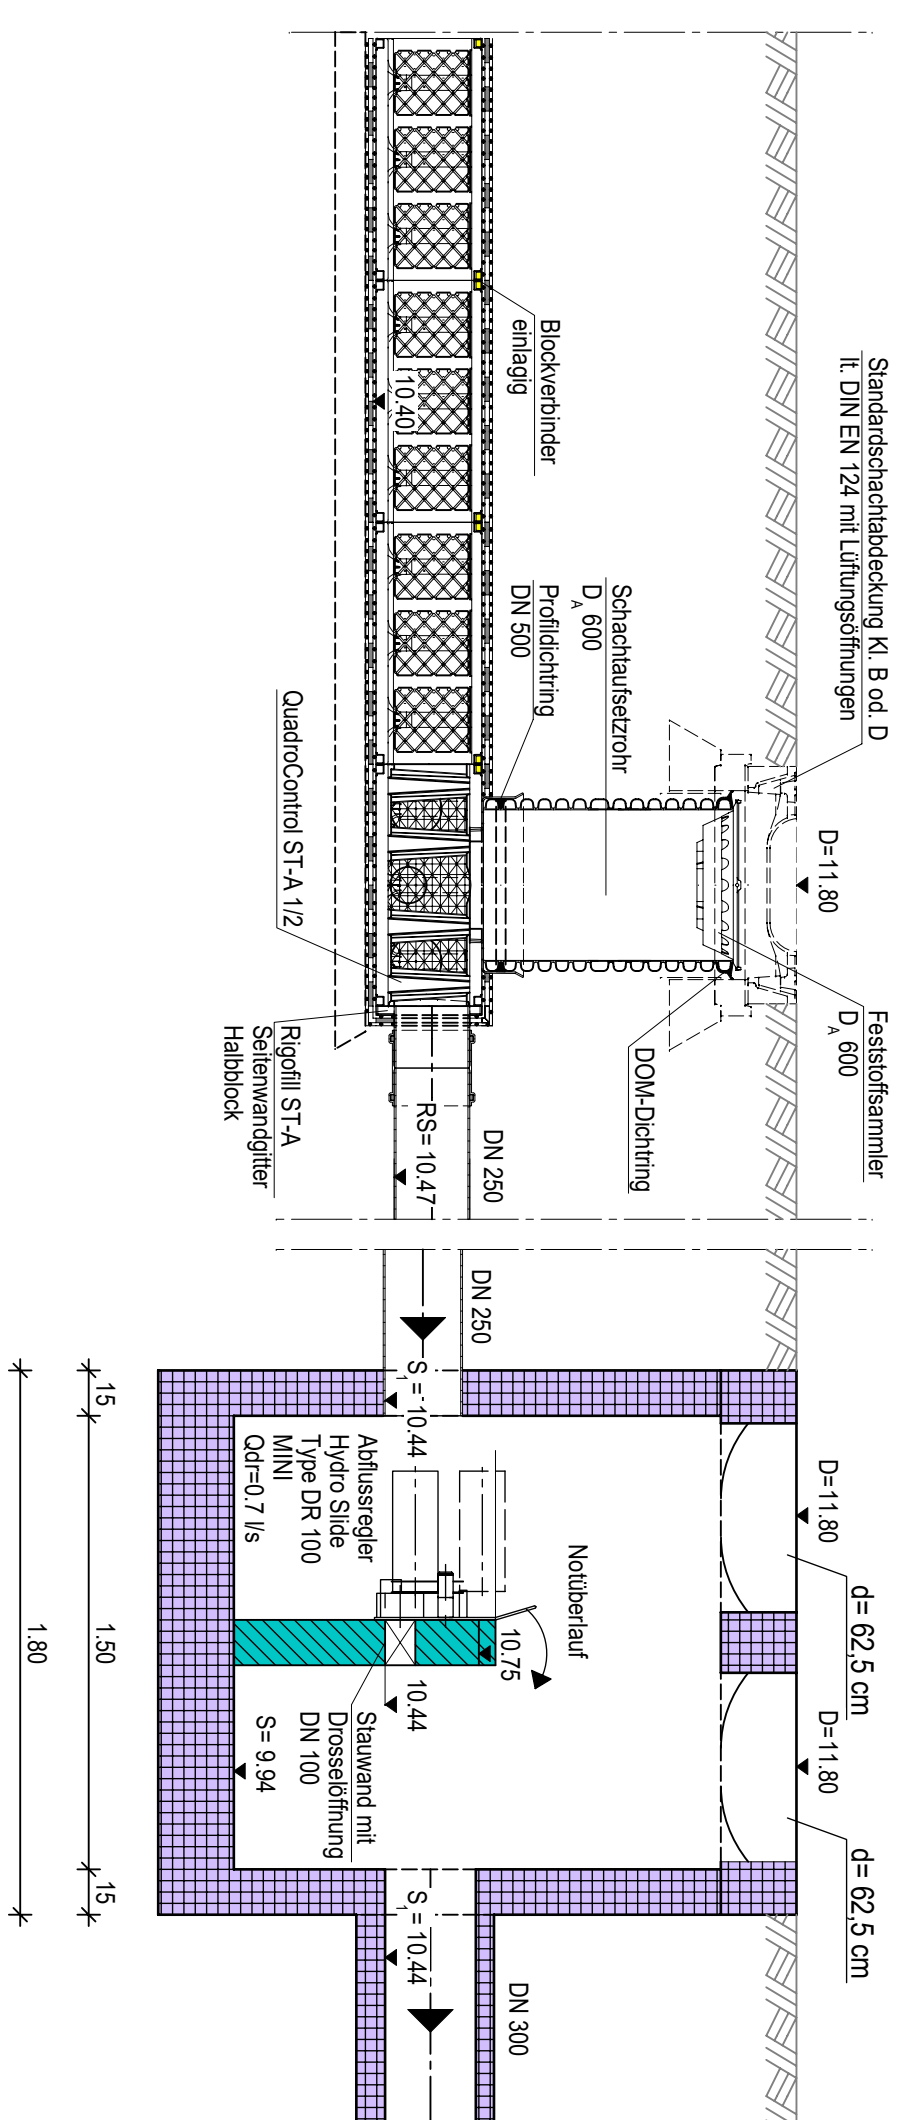 Standardschachtabdeckung Kl. B od. D
lt. DIN EN 124 mit Lüftungsöffnungen
D=11.80
Feststoffsammler
D A 600
Blockverbinder
einlagig
Schachtaufsetzrohr
D A 600
Profildichtring
DN 500
DOM-Dichtring
10.40
QuadroControl ST-A 1/2
Rigofill ST-A
Seitenwandgitter
Halbblock
DN 250
RS= 10.47
DN 250
S1 = 10.44
D=11.80
d= 62,5 cm
D=11.80
d= 62,5 cm
Notüberlauf
10.75
10.44
Abflussregler
Hydro Slide
Type DR 100
MINI
Qdr=0.7 l/s
Stauwand mit
Drosselöffnung
DN 100
S= 9.94
S1 = 10.44
DN 300
15
1.50
15
1.80